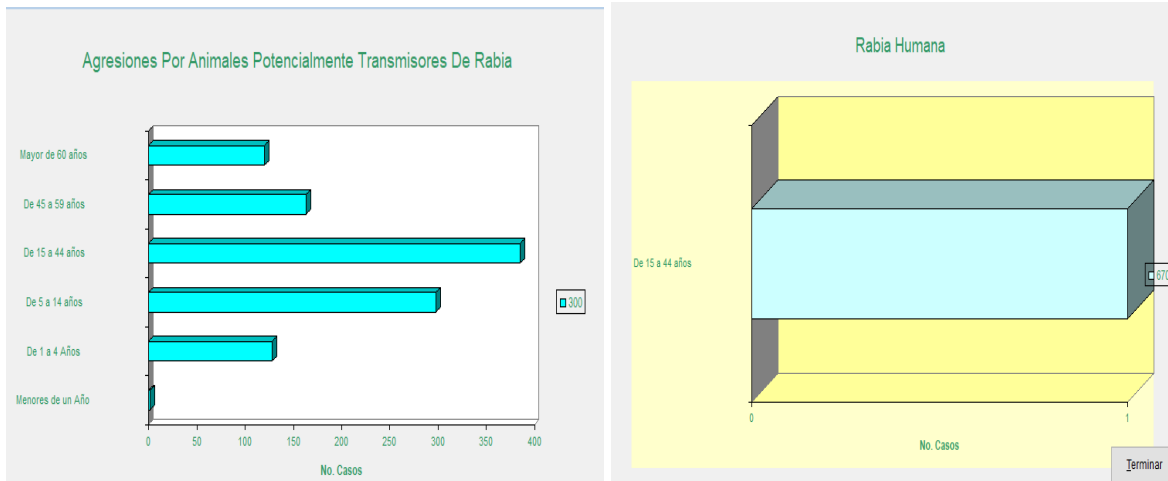 Agresiones Por Animales Potencialmente Transmisores De Rabia
Mayor de 60 años
De 45 a 59 años
De 15 a 44 años
De 5 a 14 años
De 1 a 4 Años
Menores de un Año
0 50 100 150 200 250 300 350 400
No. Casos
300
Rabia Humana
De 15 a 44 años
0 1
No. Casos
670
Terminar